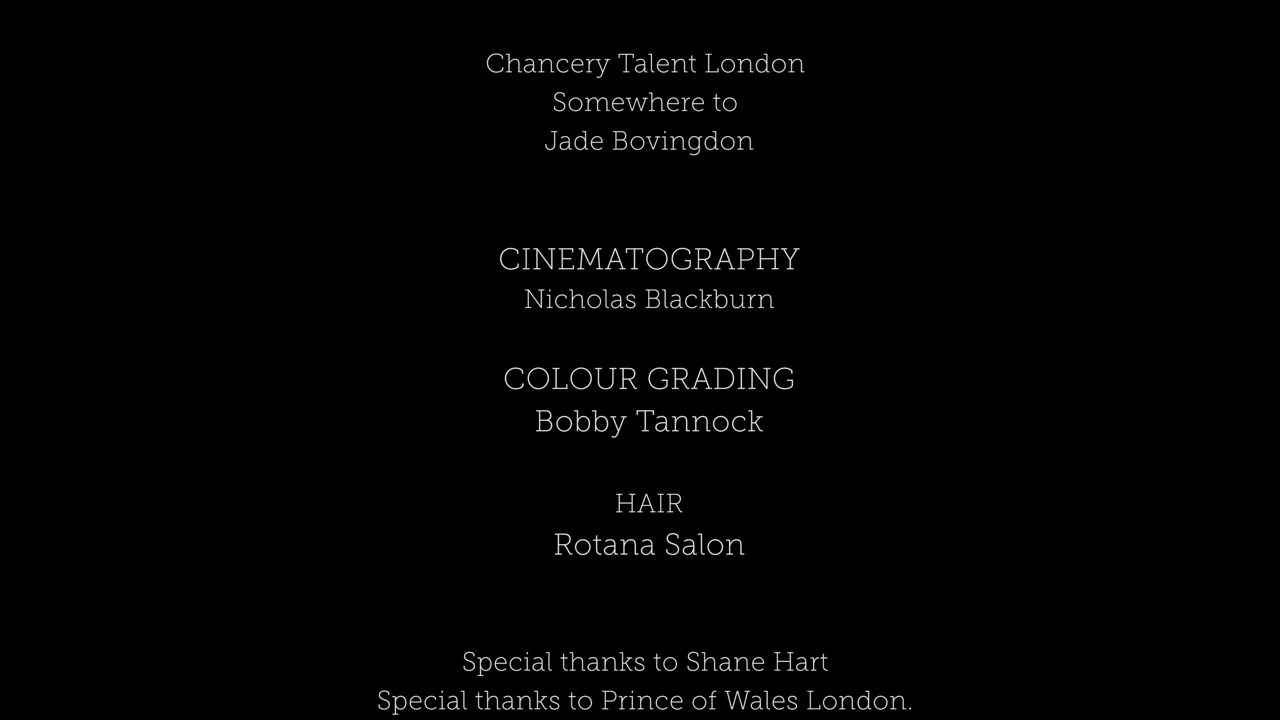 Chancery Talent London
Somewhere to
Jade Bovingdon
CINEMATOGRAPHY
Nicholas Blackburn
COLOUR GRADING
Bobby Tannock
HAIR
Rotana Salon
Special thanks to Shane Hart
Special thanks to Prince of Wales London.